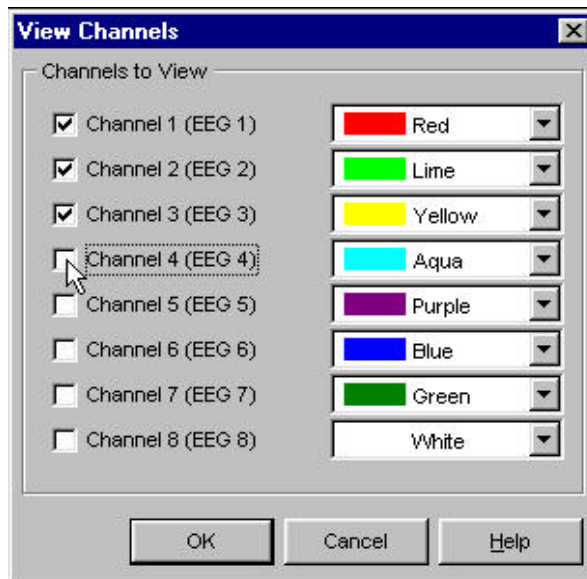 View Channels
Channels to View
Channel 1 (EEG 1) Red
Channel 2 (EEG 2) Lime
Channel 3 (EEG 3) Yellow
Channel 4 (EEG 4) Aqua
Channel 5 (EEG 5) Purple
Channel 6 (EEG 6) Blue
Channel 7 (EEG 7) Green
Channel 8 (EEG 8) White
OK Cancel Help